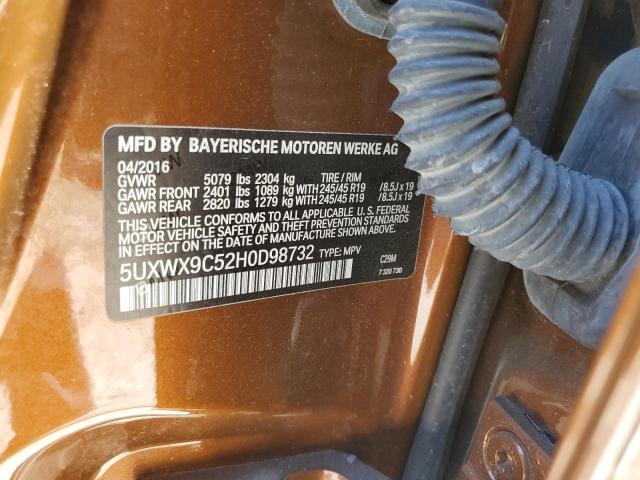 MFD BY BAYERISCHE MOTOREN WERKE AG
04/2016
GVWR 5079 lbs 2304 kg TIRE / RIM
GAWR FRONT 2401 lbs 1089 kg WITH 245/45 R19 / 8.5J x 19
GAWR REAR 2820 lbs 1279 kg WITH 245/45 R19 / 8.5J x 19
THIS VEHICLE CONFORMS TO ALL APPLICABLE U. S. FEDERAL
MOTOR VEHICLE SAFETY, BUMPER, AND THEFT PREVENTION STANDARDS
IN EFFECT ON THE DATE OF MANUFACTURE SHOWN ABOVE.
5UXWX9C52H0D98732 TYPE: MPV
C29M
7 320 730